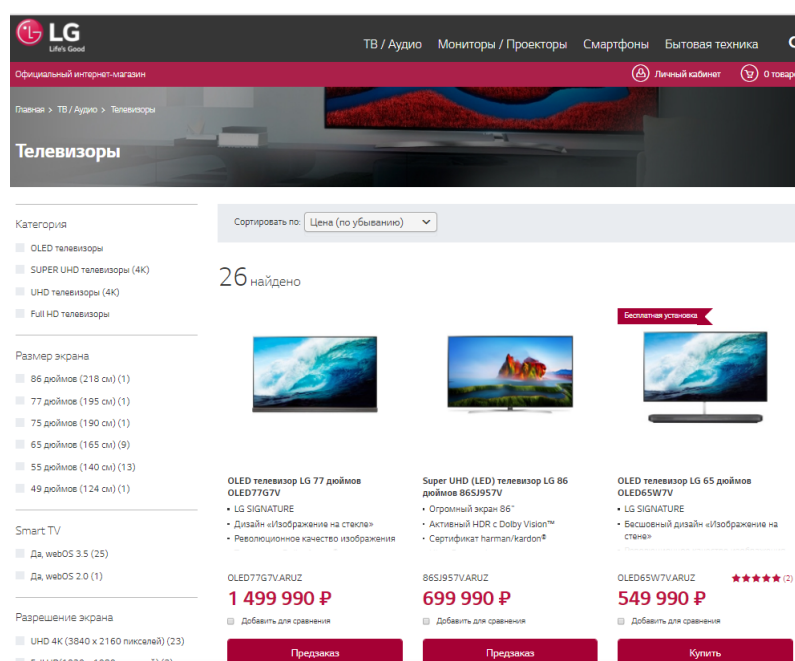 LG
Life's Good
ТВ / Аудио Мониторы / Проекторы Смартфоны Бытовая техника
Официальный интернет-магазин Личный кабинет 0 товаро
Главная > ТВ / Аудио > Телевизоры
Телевизоры
Категория
OLED телевизоры
SUPER UHD телевизоры (4K)
UHD телевизоры (4K)
Full HD телевизоры
Размер экрана
86 дюймов (218 см) (1)
77 дюймов (195 см) (1)
75 дюймов (190 см) (1)
65 дюймов (165 см) (9)
55 дюймов (140 см) (13)
49 дюймов (124 см) (1)
Smart TV
Да, webOS 3.5 (25)
Да, webOS 2.0 (1)
Разрешение экрана
UHD 4K (3840 x 2160 пикселей) (23)
Сортировать по: Цена (по убыванию)
26 найдено
OLED телевизор LG 77 дюймов
OLED77G7V
• LG SIGNATURE
• Дизайн «Изображение на стекле»
• Революционное качество изображения
OLED77G7V.ARUZ
1 499 990 ₽
Добавить для сравнения
Предзаказ
Super UHD (LED) телевизор LG 86
дюймов 86SJ957V
• Огромный экран 86"
• Активный HDR с Dolby Vision™
• Сертификат harman/kardon®
86SJ957V.ARUZ
699 990 ₽
Добавить для сравнения
Предзаказ
Бесплатная установка
OLED телевизор LG 65 дюймов
OLED65W7V
• LG SIGNATURE
• Бесшовный дизайн «Изображение на
стене»
OLED65W7V.ARUZ ★★★★★ (2)
549 990 ₽
Добавить для сравнения
Купить